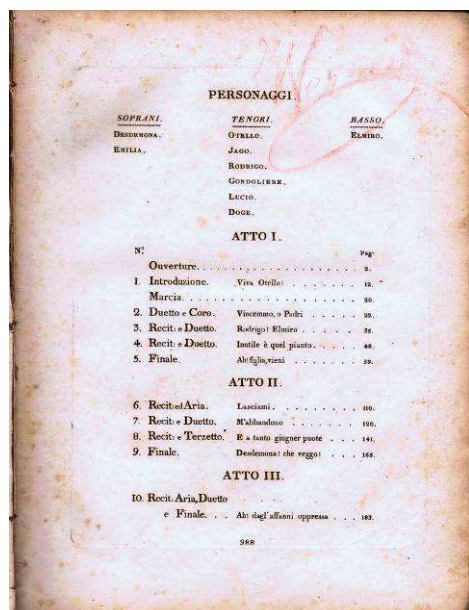 PERSONAGGI.
SOPRANI. TENORI. BASSO.
DESDEMONA. OTELLO. ELMIRO.
EMILIA. JAGO.
RODRIGO.
GONDOLIERE.
LUCIO.
DOGE.
ATTO I.
N.º Pag:
Ouverture. 2.
1. Introduzione. Viva Otello! 12.
Marcia. 20.
2. Duetto e Coro. Vincemmo, o Padri 22.
3. Recit: e Duetto. Rodrigo! Elmiro 35.
4. Recit: e Duetto. Inutile è quel pianto. 46.
5. Finale. Ah! figlia, vieni 59.
ATTO II.
6. Recit: ed Aria. Lasciami. 110.
7. Recit: e Duetto. M'abbandono 120.
8. Recit: e Terzetto. E a tanto giugner puote 141.
9. Finale. Desdemona! che veggo! 165.
ATTO III.
10. Recit: Aria, Duetto
e Finale. Ah! dagl'affanni oppressa 183.
988